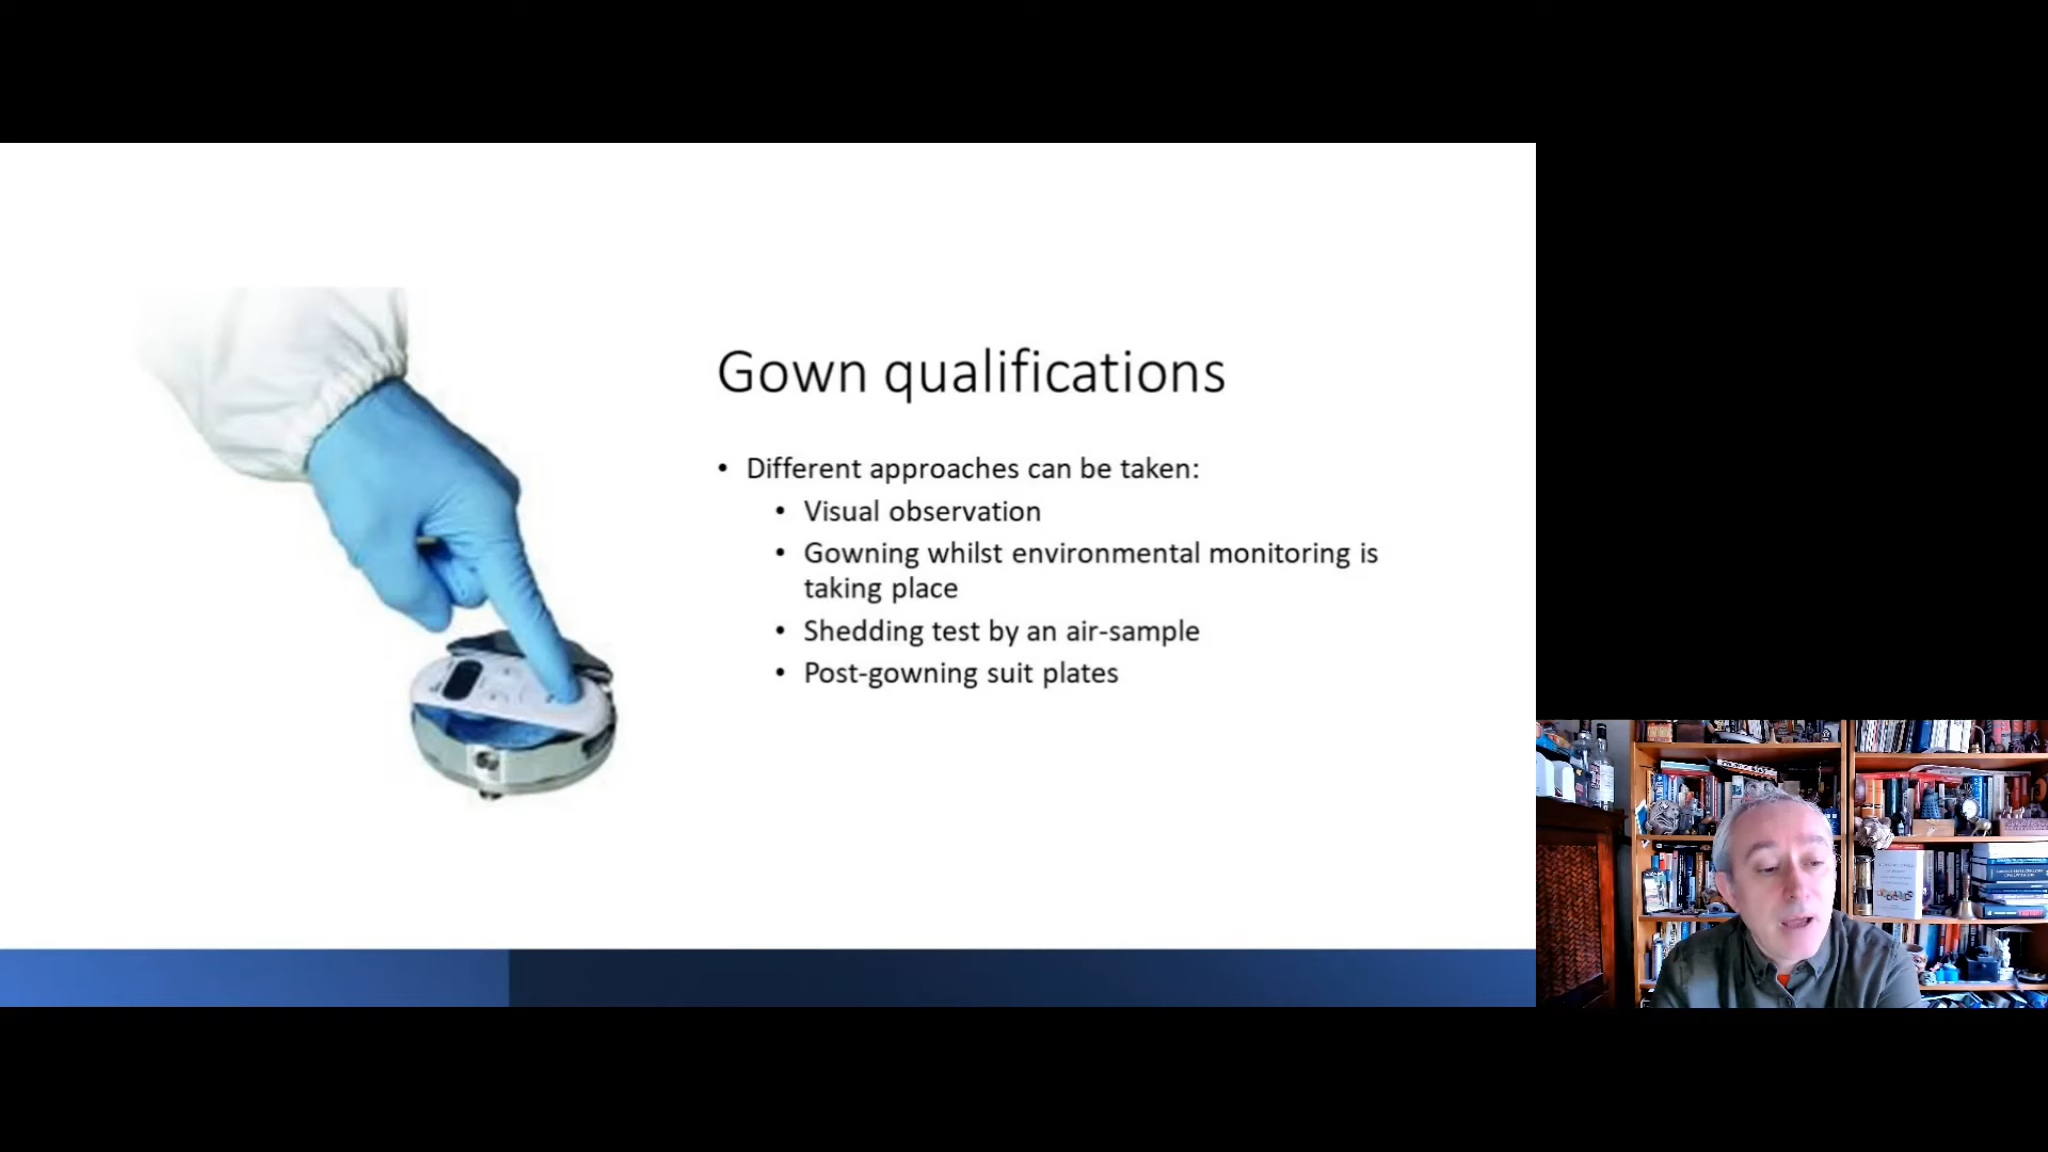 Gown qualifications
• Different approaches can be taken:
• Visual observation
• Gowning whilst environmental monitoring is
taking place
• Shedding test by an air-sample
• Post-gowning suit plates